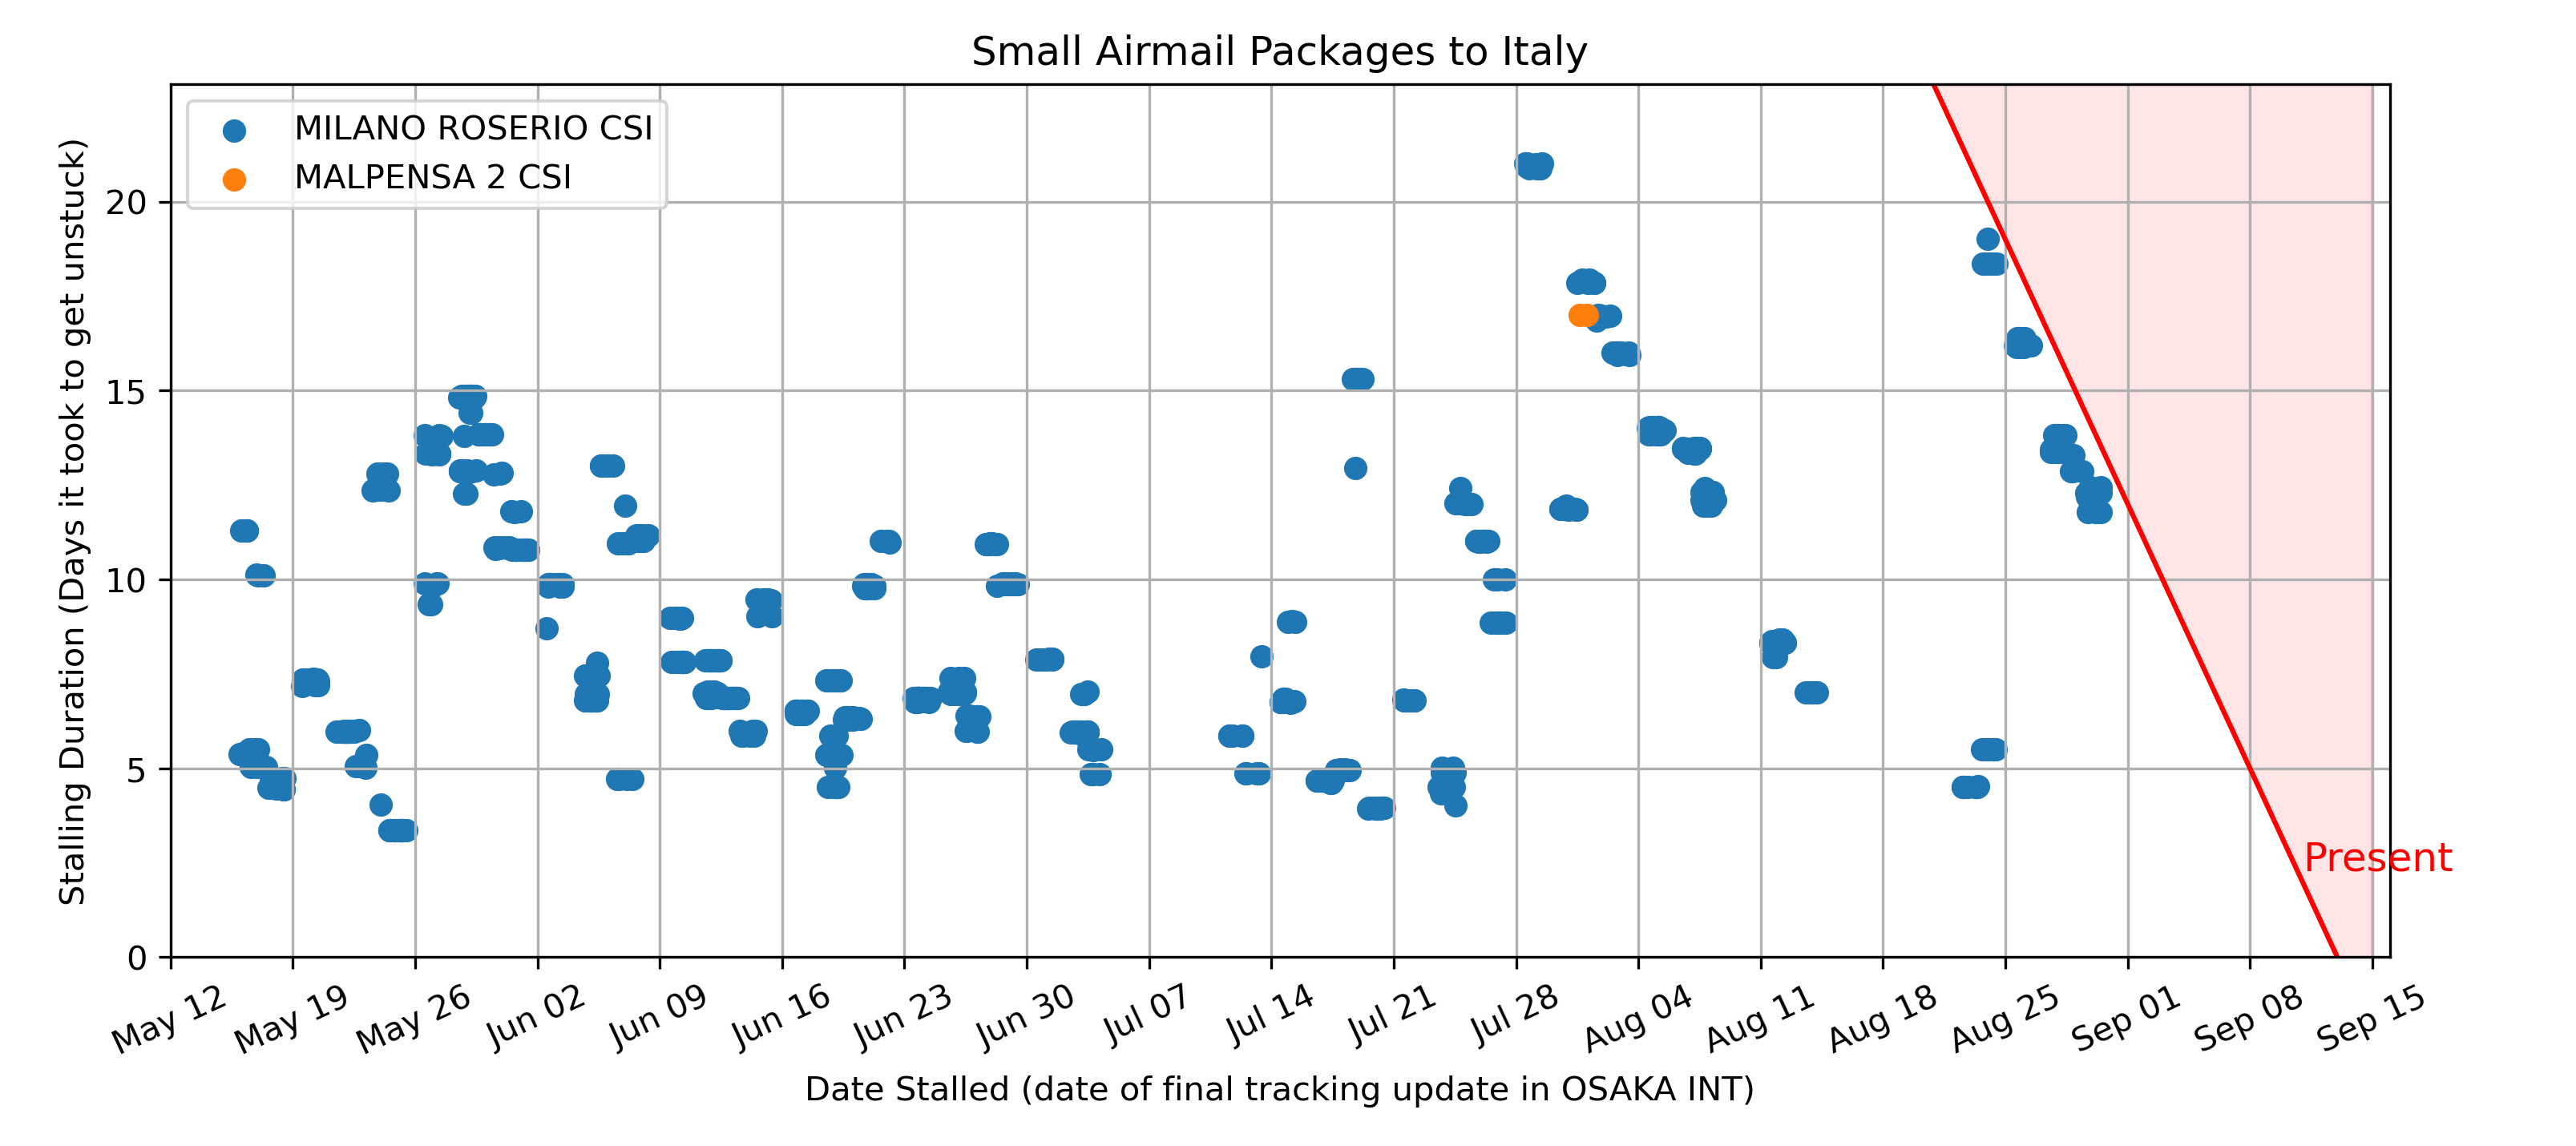 Small Airmail Packages to Italy
MILANO ROSERIO CSI
MALPENSA 2 CSI
Stalling Duration (Days it took to get unstuck)
20
15
10
5
0
Present
May 12
May 19
May 26
Jun 02
Jun 09
Jun 16
Jun 23
Jun 30
Jul 07
Jul 14
Jul 21
Jul 28
Aug 04
Aug 11
Aug 18
Aug 25
Sep 01
Sep 08
Sep 15
Date Stalled (date of final tracking update in OSAKA INT)